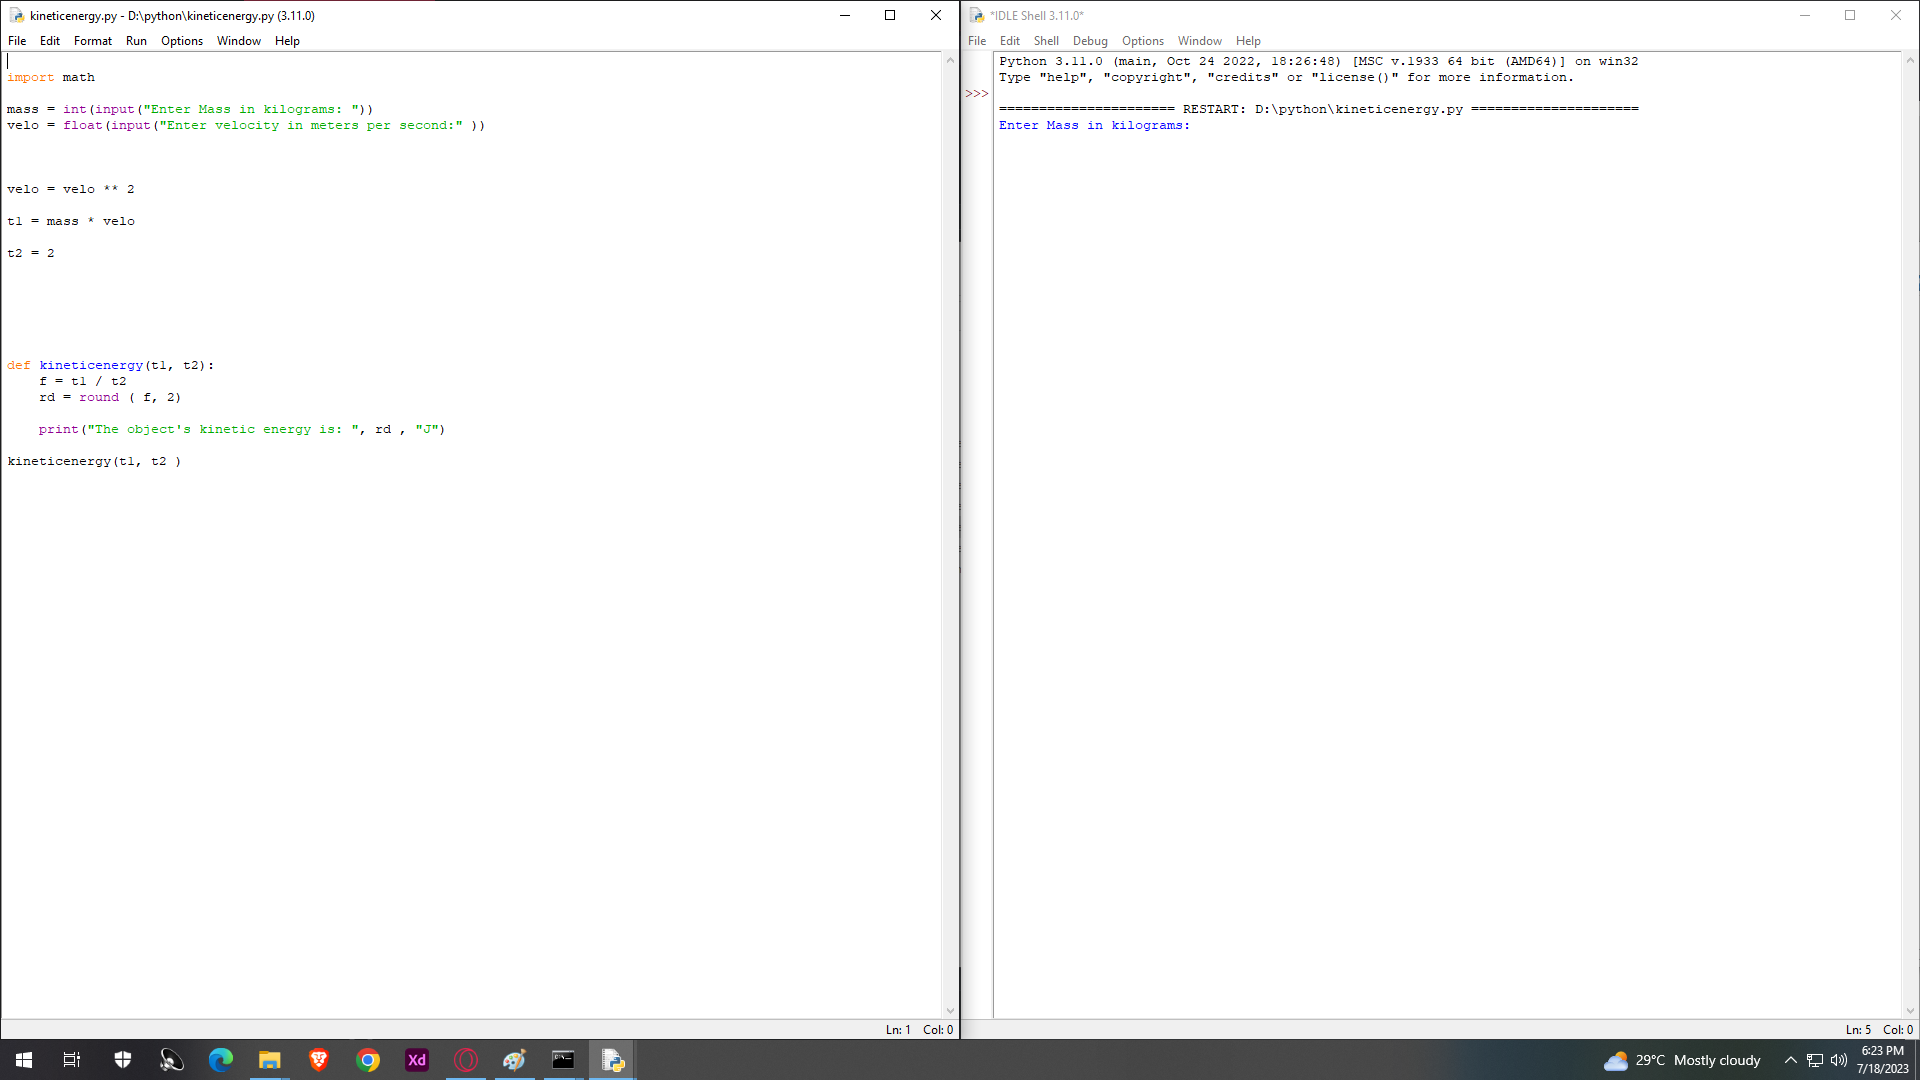 kineticenergy.py - D:\python\kineticenergy.py (3.11.0)
File Edit Format Run Options Window Help
import math
mass = int(input("Enter Mass in kilograms: "))
velo = float(input("Enter velocity in meters per second:" ))
velo = velo ** 2
t1 = mass * velo
t2 = 2
def kineticenergy(t1, t2):
    f = t1 / t2
    rd = round ( f, 2)
    print("The object's kinetic energy is: ", rd , "J")
kineticenergy(t1, t2 )
Ln: 1 Col: 0
*IDLE Shell 3.11.0*
File Edit Shell Debug Options Window Help
Python 3.11.0 (main, Oct 24 2022, 18:26:48) [MSC v.1933 64 bit (AMD64)] on win32
Type "help", "copyright", "credits" or "license()" for more information.
>>>
====================== RESTART: D:\python\kineticenergy.py =====================
Enter Mass in kilograms:
Ln: 5 Col: 0
Xd
29°C Mostly cloudy
6:23 PM
7/18/2023